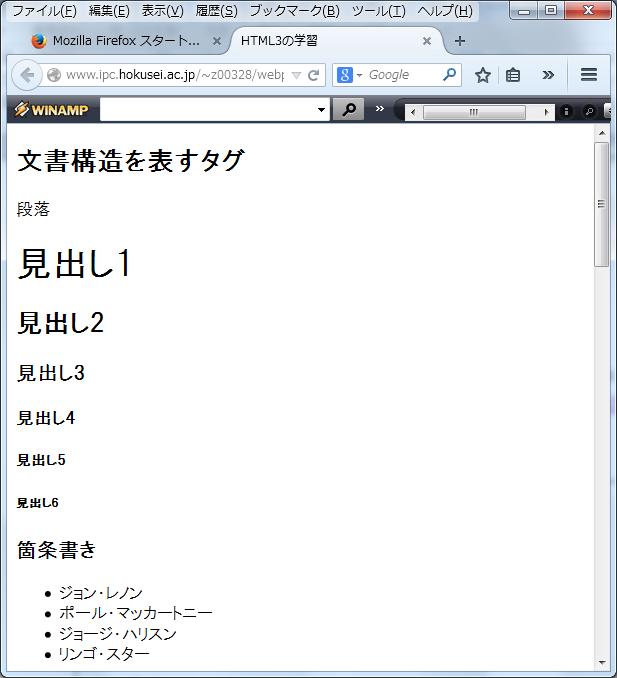 ファイル(F) 編集(E) 表示(V) 履歴(S) ブックマーク(B) ツール(T) ヘルプ(H)
Mozilla Firefox スタート... HTML3の学習
www.ipc.hokusei.ac.jp/~z00328/webp Google
WINAMP
文書構造を表すタグ
段落
見出し1
見出し2
見出し3
見出し4
見出し5
見出し6
箇条書き
• ジョン・レノン
• ポール・マッカートニー
• ジョージ・ハリスン
• リンゴ・スター